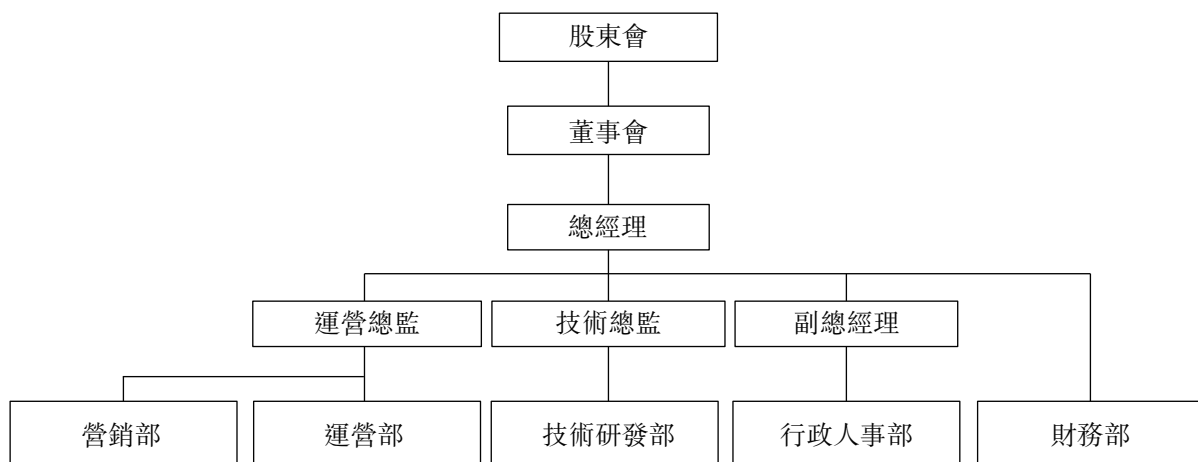 股東會
董事會
總經理
運營總監
技術總監
副總經理
營銷部
運營部
技術研發部
行政人事部
財務部